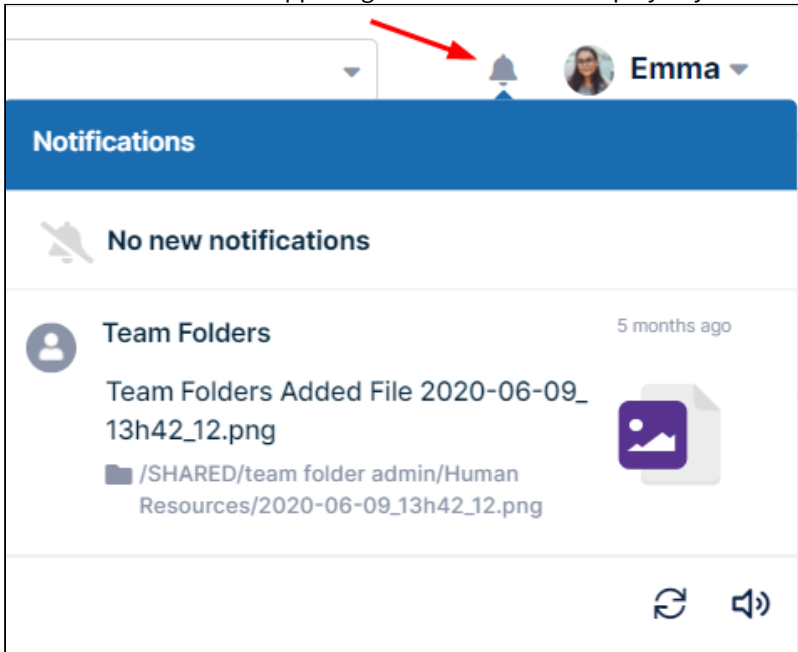 Emma
Notifications
No new notifications
Team Folders
5 months ago
Team Folders Added File 2020-06-09_
13h42_12.png
/SHARED/team folder admin/Human
Resources/2020-06-09_13h42_12.png